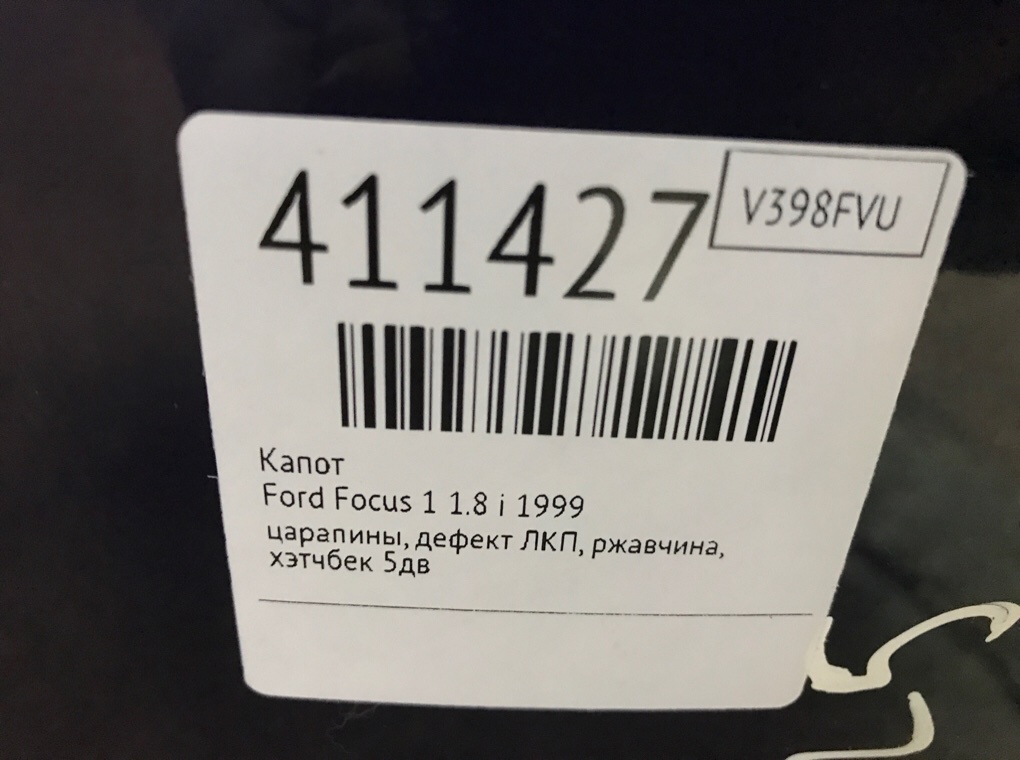 411427
V398FVU
Капот
Ford Focus 1 1.8 i 1999
царапины, дефект ЛКП, ржавчина,
хэтчбек 5дв